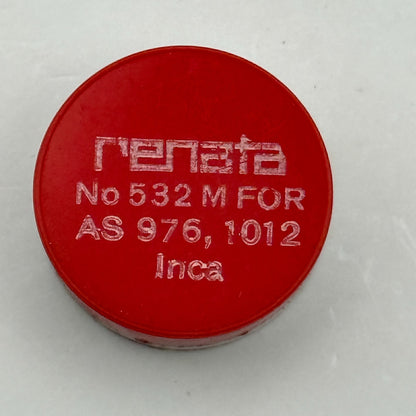 renata
No 532 M FOR
AS 976, 1012
Inca